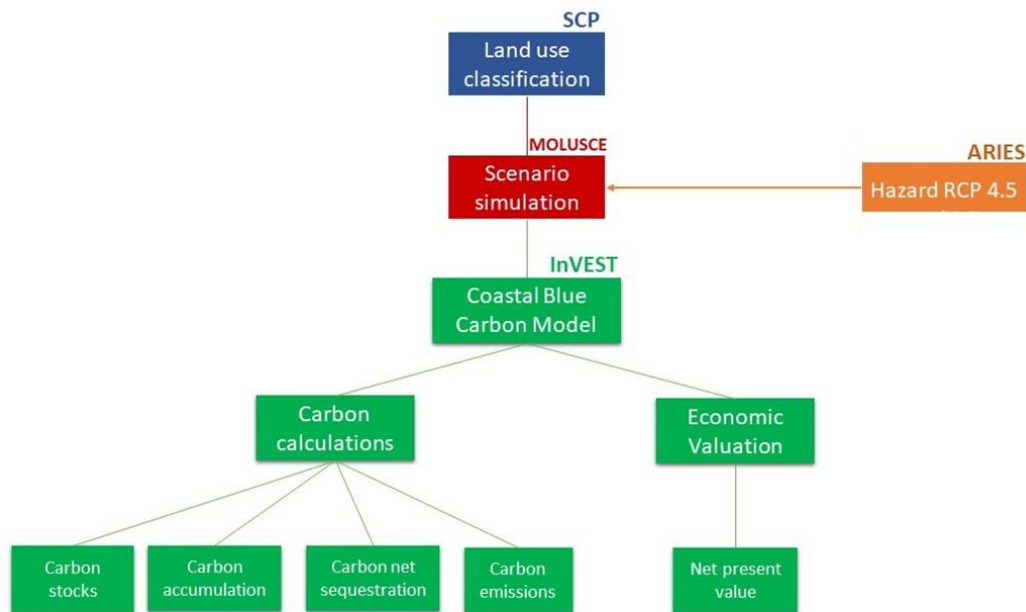 SCP
Land use
classification
MOLUSCE
Scenario
simulation
ARIES
Hazard RCP 4.5
InVEST
Coastal Blue
Carbon Model
Carbon
calculations
Economic
Valuation
Carbon
stocks
Carbon
accumulation
Carbon net
sequestration
Carbon
emissions
Net present
value